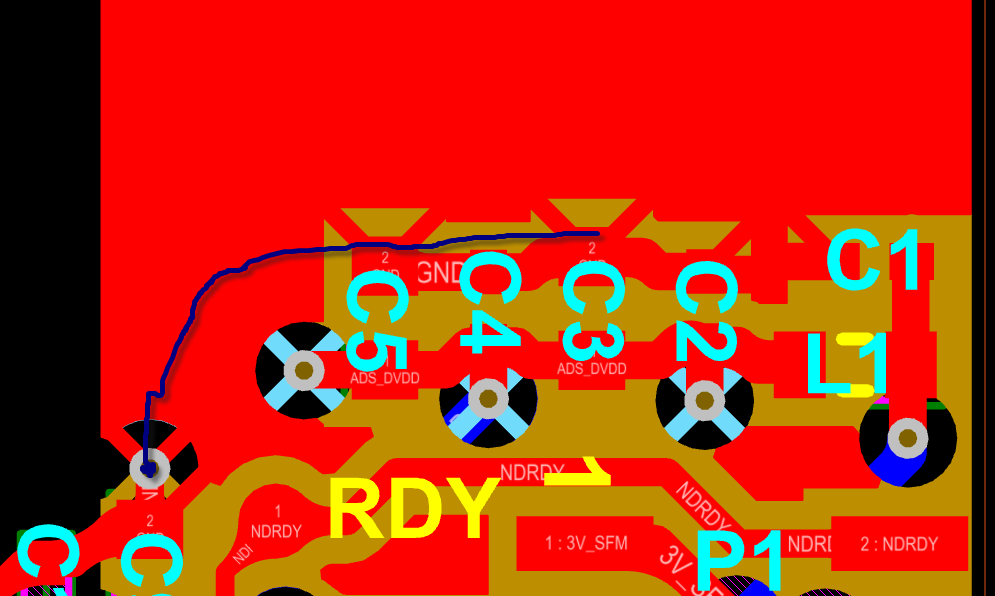 C1
2
GND
2
C5
C4
C3
C2
L1
ADS_DVDD
ADS_DVDD
NDRDY
1
RDY
NDRDY
1
NDRDY
2
1 : 3V_SFM
P1
2 : NDRDY